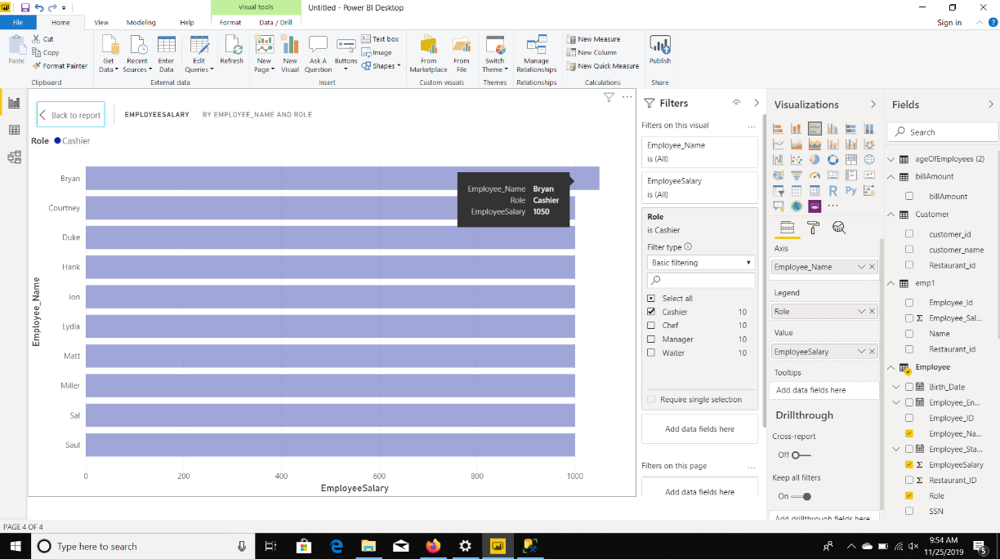 Visual tools
Untitled - Power BI Desktop
File
Home
View
Modeling
Help
Format
Data / Drill
Sign in
Paste
Cut
Copy
Format Painter
Clipboard
Get
Data
Recent
Sources
Enter
Data
Edit
Queries
Refresh
External data
New
Page
New
Visual
Ask A
Question
Buttons
Text box
Image
Shapes
Insert
From
Marketplace
From
File
Custom visuals
Switch
Theme
Themes
Manage
Relationships
Relationships
New Measure
New Column
New Quick Measure
Calculations
Publish
Share
Back to report
EMPLOYEESALARY BY EMPLOYEE_NAME AND ROLE
Role Cashier
Employee_Name
Bryan
Courtney
Duke
Hank
Jon
Lydia
Matt
Miller
Sal
Saul
Employee_Name Bryan
Role Cashier
EmployeeSalary 1050
0 200 400 600 800 1000
EmployeeSalary
Filters
Filters on this visual ...
Employee_Name
is (All)
EmployeeSalary
is (All)
Role
is Cashier
Filter type
Basic filtering
Select all
Cashier 10
Chef 10
Manager 10
Waiter 10
Require single selection
Add data fields here
Filters on this page ...
Add data fields here
Visualizations
R
Py
...
Axis
Employee_Name
Legend
Role
Value
EmployeeSalary
Tooltips
Add data fields here
Drillthrough
Cross-report
Off
Keep all filters
On
Add drillthrough fields here
Fields
Search
ageOfEmployees (2)
billAmount
billAmount
Customer
customer_id
customer_name
Restaurant_id
emp1
Employee_Id
Σ Employee_Sal...
Name
Restaurant_id
Employee
Birth_Date
Employee_En...
Employee_ID
Employee_Na...
Employee_Sta...
Σ EmployeeSalary
Σ Restaurant_ID
Role
SSN
PAGE 4 OF 4
Type here to search
9:54 AM
11/25/2019
5